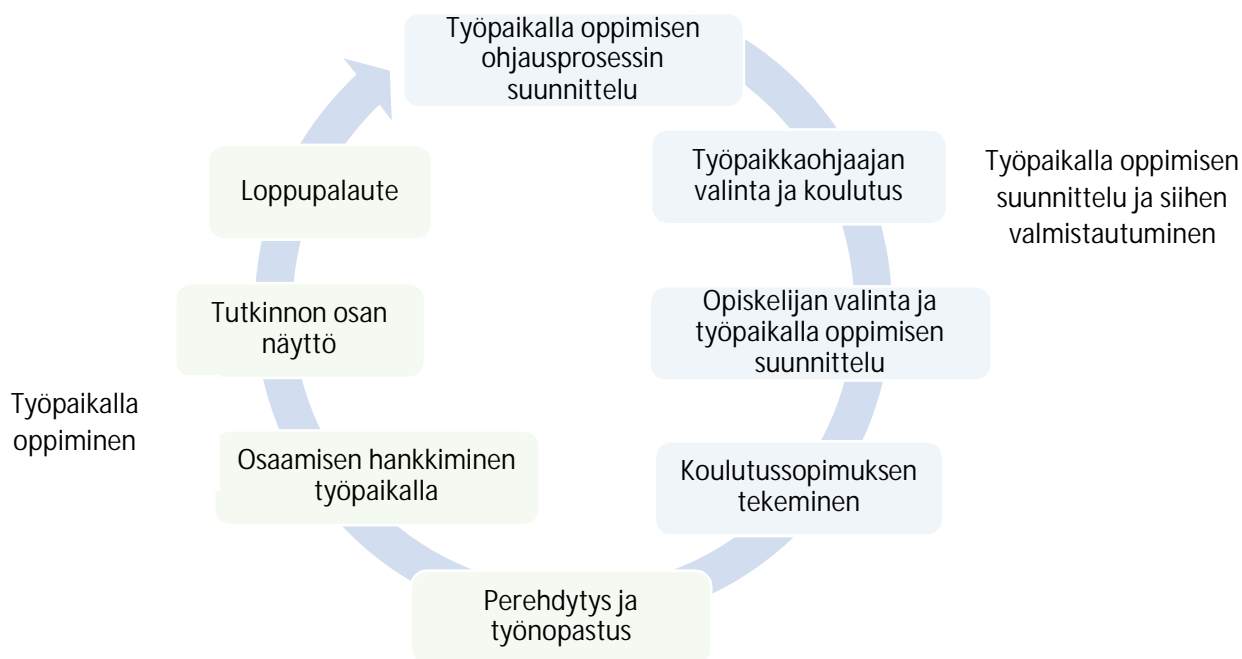 Työpaikalla oppimisen
ohjausprosessin
suunnittelu
Työpaikkaohjaajan
valinta ja koulutus
Työpaikalla oppimisen
suunnittelu ja siihen
valmistautuminen
Opiskelijan valinta ja
työpaikalla oppimisen
suunnittelu
Koulutussopimuksen
tekeminen
Perehdytys ja
työnopastus
Osaamisen hankkiminen
työpaikalla
Työpaikalla
oppiminen
Tutkinnon osan
näyttö
Loppupalaute